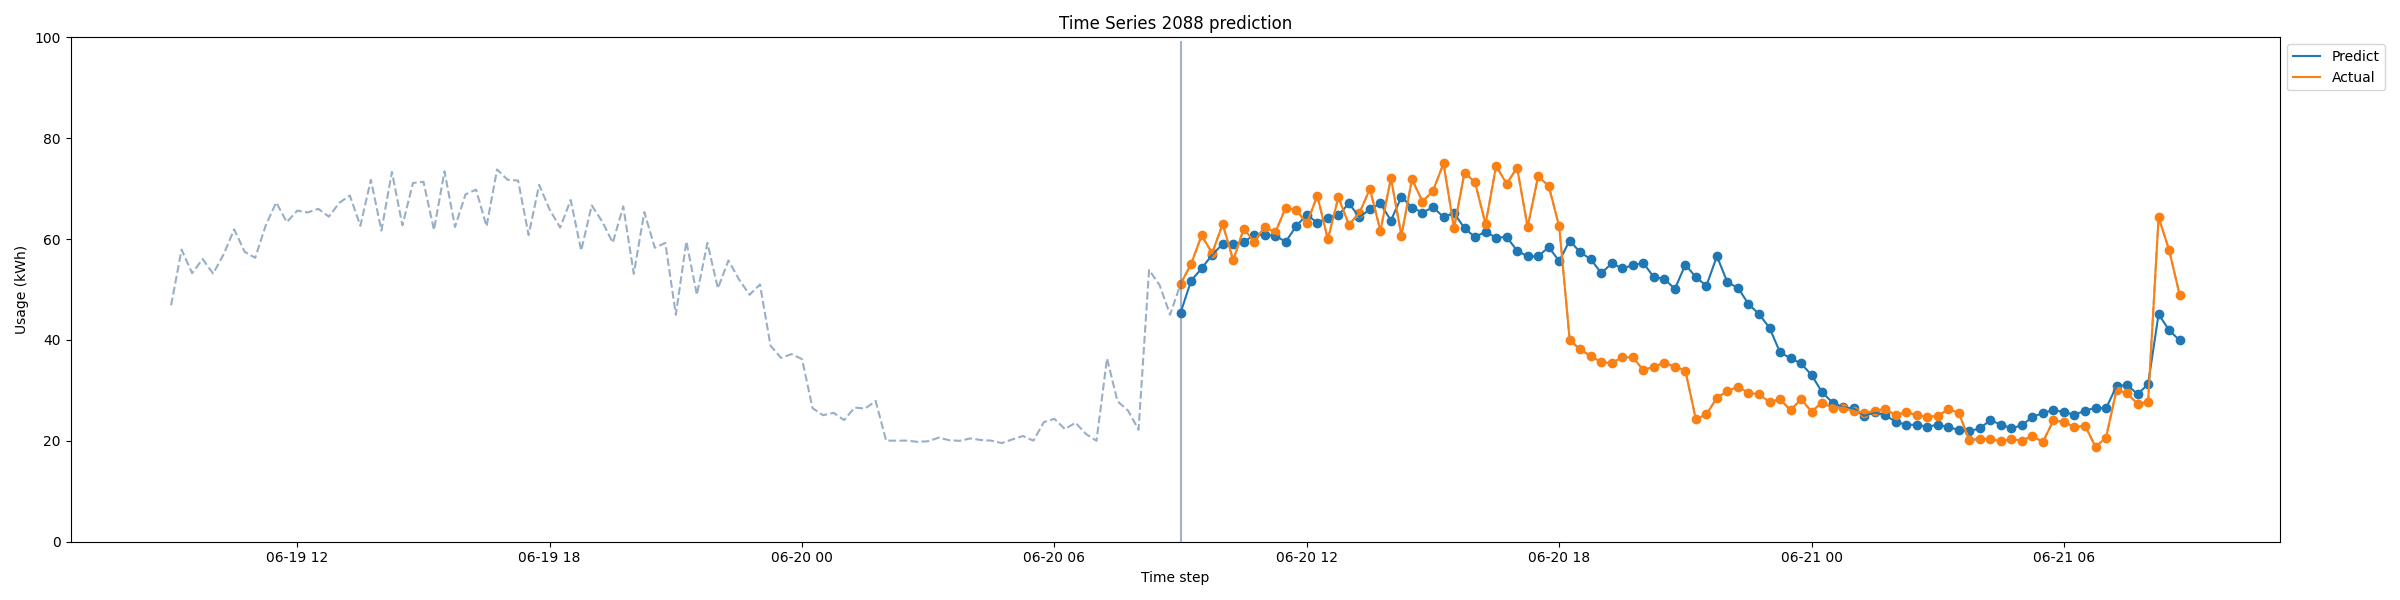 Time Series 2088 prediction
Predict
Actual
Usage (kWh)
100
80
60
40
20
0
06-19 12
06-19 18
06-20 00
06-20 06
06-20 12
06-20 18
06-21 00
06-21 06
Time step